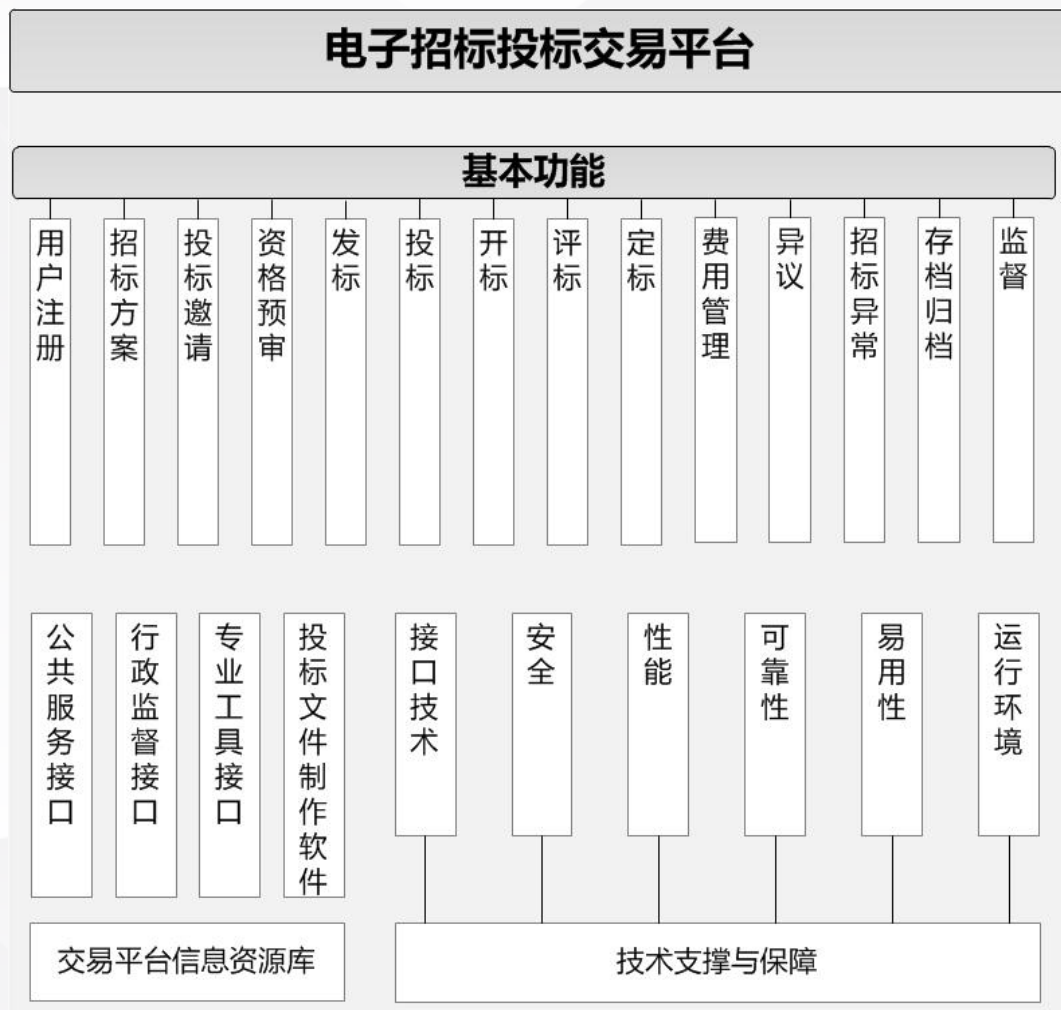 电子招标投标交易平台
基本功能
用户注册
招标方案
投标邀请
资格预审
发标
投标
开标
评标
定标
费用管理
异议
招标异常
存档归档
监督
公共服务接口
行政监督接口
专业工具接口
投标文件制作软件
接口技术
安全
性能
可靠性
易用性
运行环境
交易平台信息资源库
技术支撑与保障